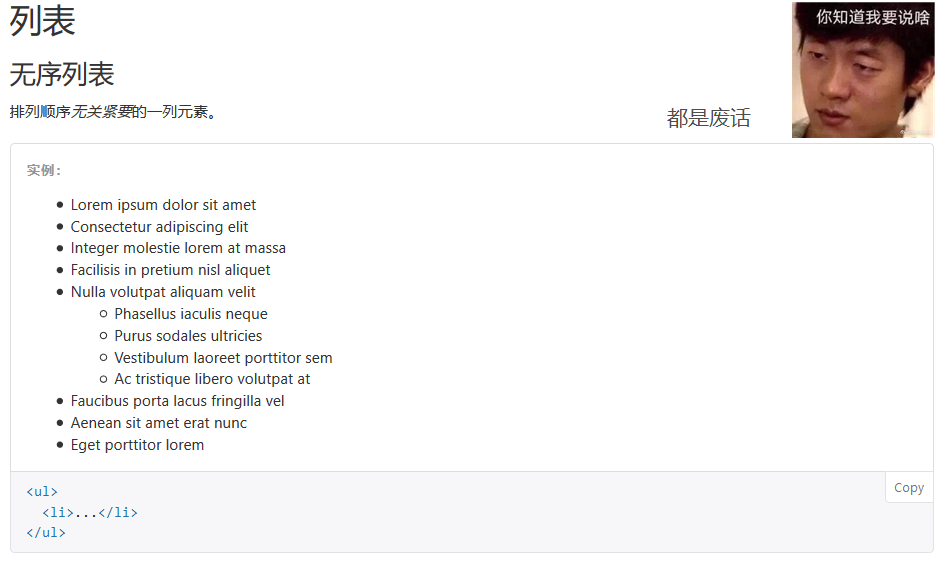 列表
你知道我要说啥
无序列表
排列顺序无关紧要的一列元素。
都是废话
实例：
Lorem ipsum dolor sit amet
Consectetur adipiscing elit
Integer molestie lorem at massa
Facilisis in pretium nisl aliquet
Nulla volutpat aliquam velit
Phasellus iaculis neque
Purus sodales ultricies
Vestibulum laoreet porttitor sem
Ac tristique libero volutpat at
Faucibus porta lacus fringilla vel
Aenean sit amet erat nunc
Eget porttitor lorem
Copy
<ul>
  <li>...</li>
</ul>